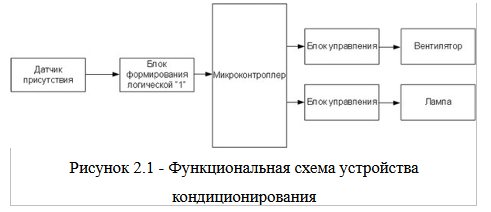 Датчик
присутствия
Блок
формирования
логической "1"
Микроконтроллер
Блок управления
Вентилятор
Блок управления
Лампа
Рисунок 2.1 - Функциональная схема устройства
кондиционирования